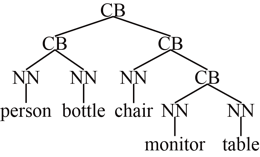 CB
CB CB
NN NN NN CB
person bottle chair NN NN
monitor table